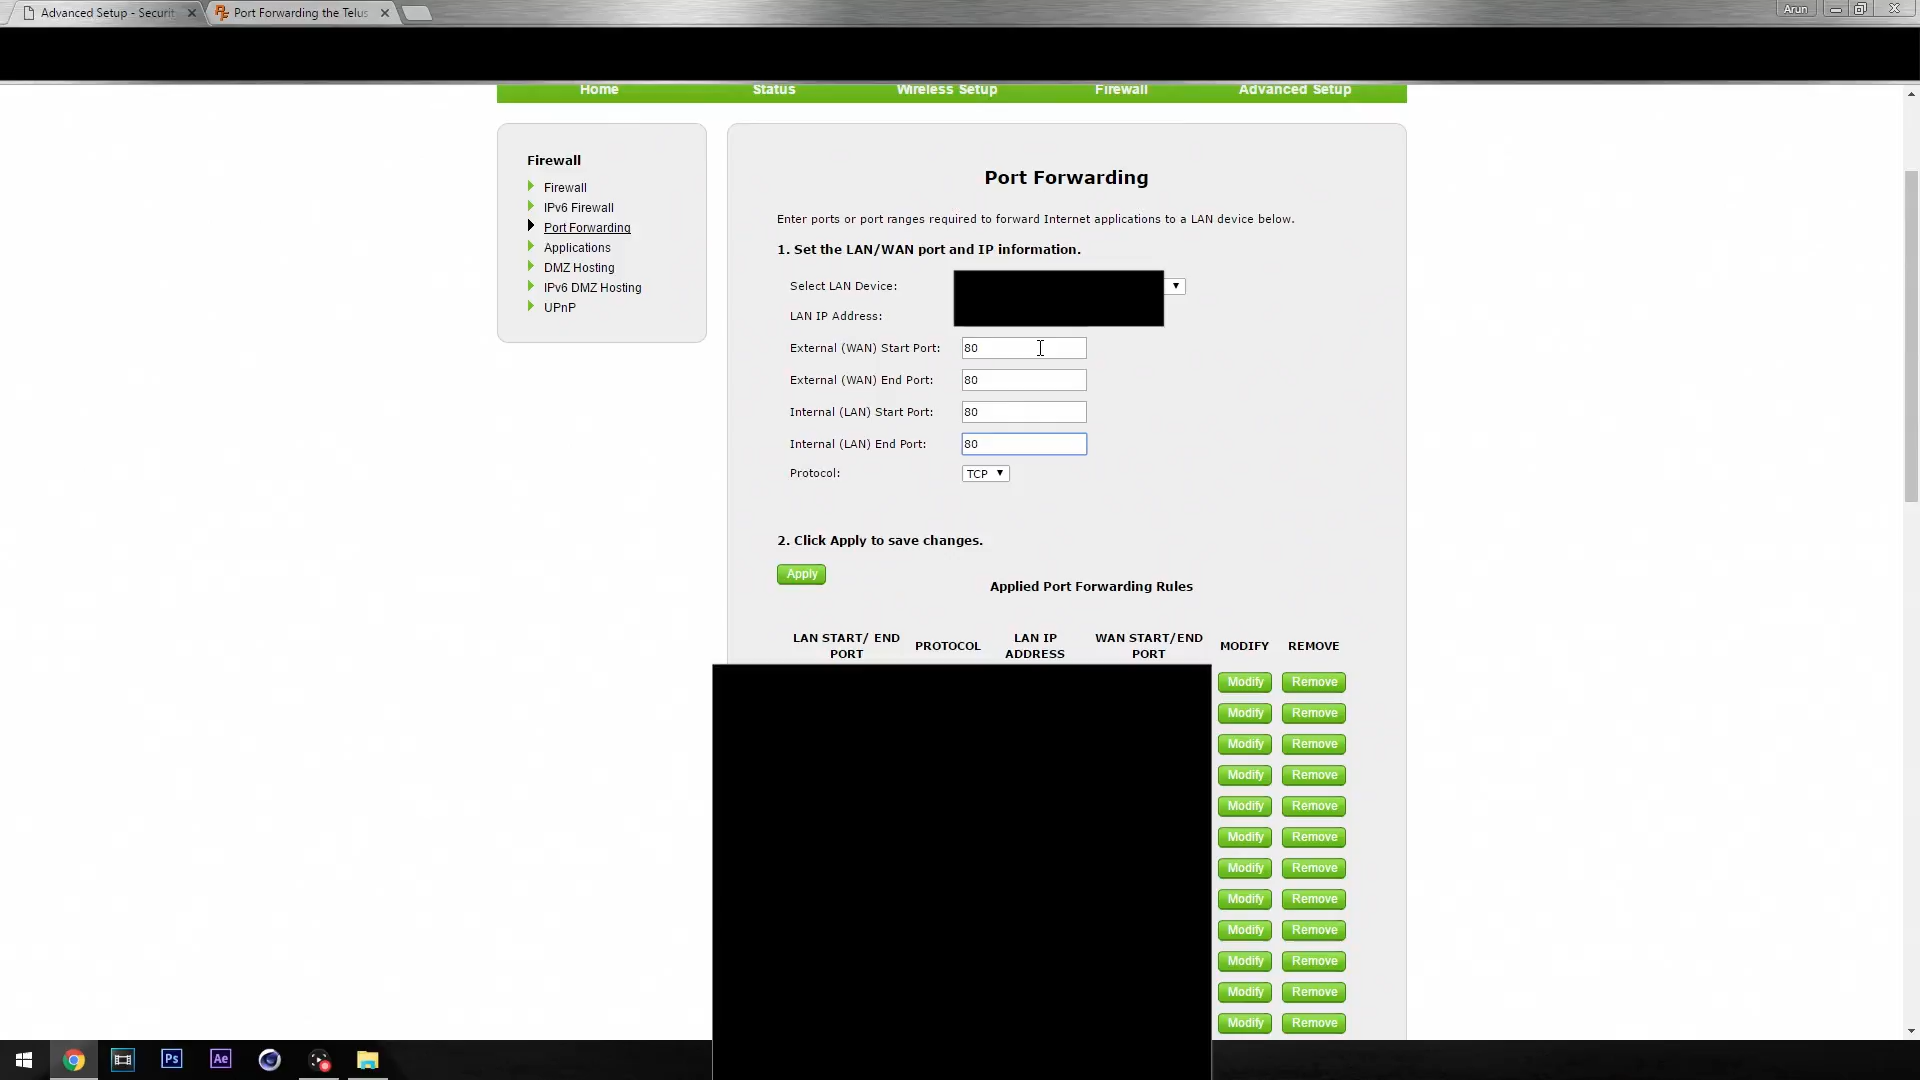 Advanced Setup - Securit
Port Forwarding the Telus
Arun
Home
Status
Wireless Setup
Firewall
Advanced Setup
Firewall
Firewall
IPv6 Firewall
Port Forwarding
Applications
DMZ Hosting
IPv6 DMZ Hosting
UPnP
Port Forwarding
Enter ports or port ranges required to forward Internet applications to a LAN device below.
1. Set the LAN/WAN port and IP information.
Select LAN Device:
LAN IP Address:
External (WAN) Start Port: 80
External (WAN) End Port: 80
Internal (LAN) Start Port: 80
Internal (LAN) End Port: 80
Protocol: TCP
2. Click Apply to save changes.
Apply
Applied Port Forwarding Rules
LAN START/ END PORT
PROTOCOL
LAN IP ADDRESS
WAN START/END PORT
MODIFY
REMOVE
Modify Remove
Modify Remove
Modify Remove
Modify Remove
Modify Remove
Modify Remove
Modify Remove
Modify Remove
Modify Remove
Modify Remove
Modify Remove
Modify Remove
Ps
Ae